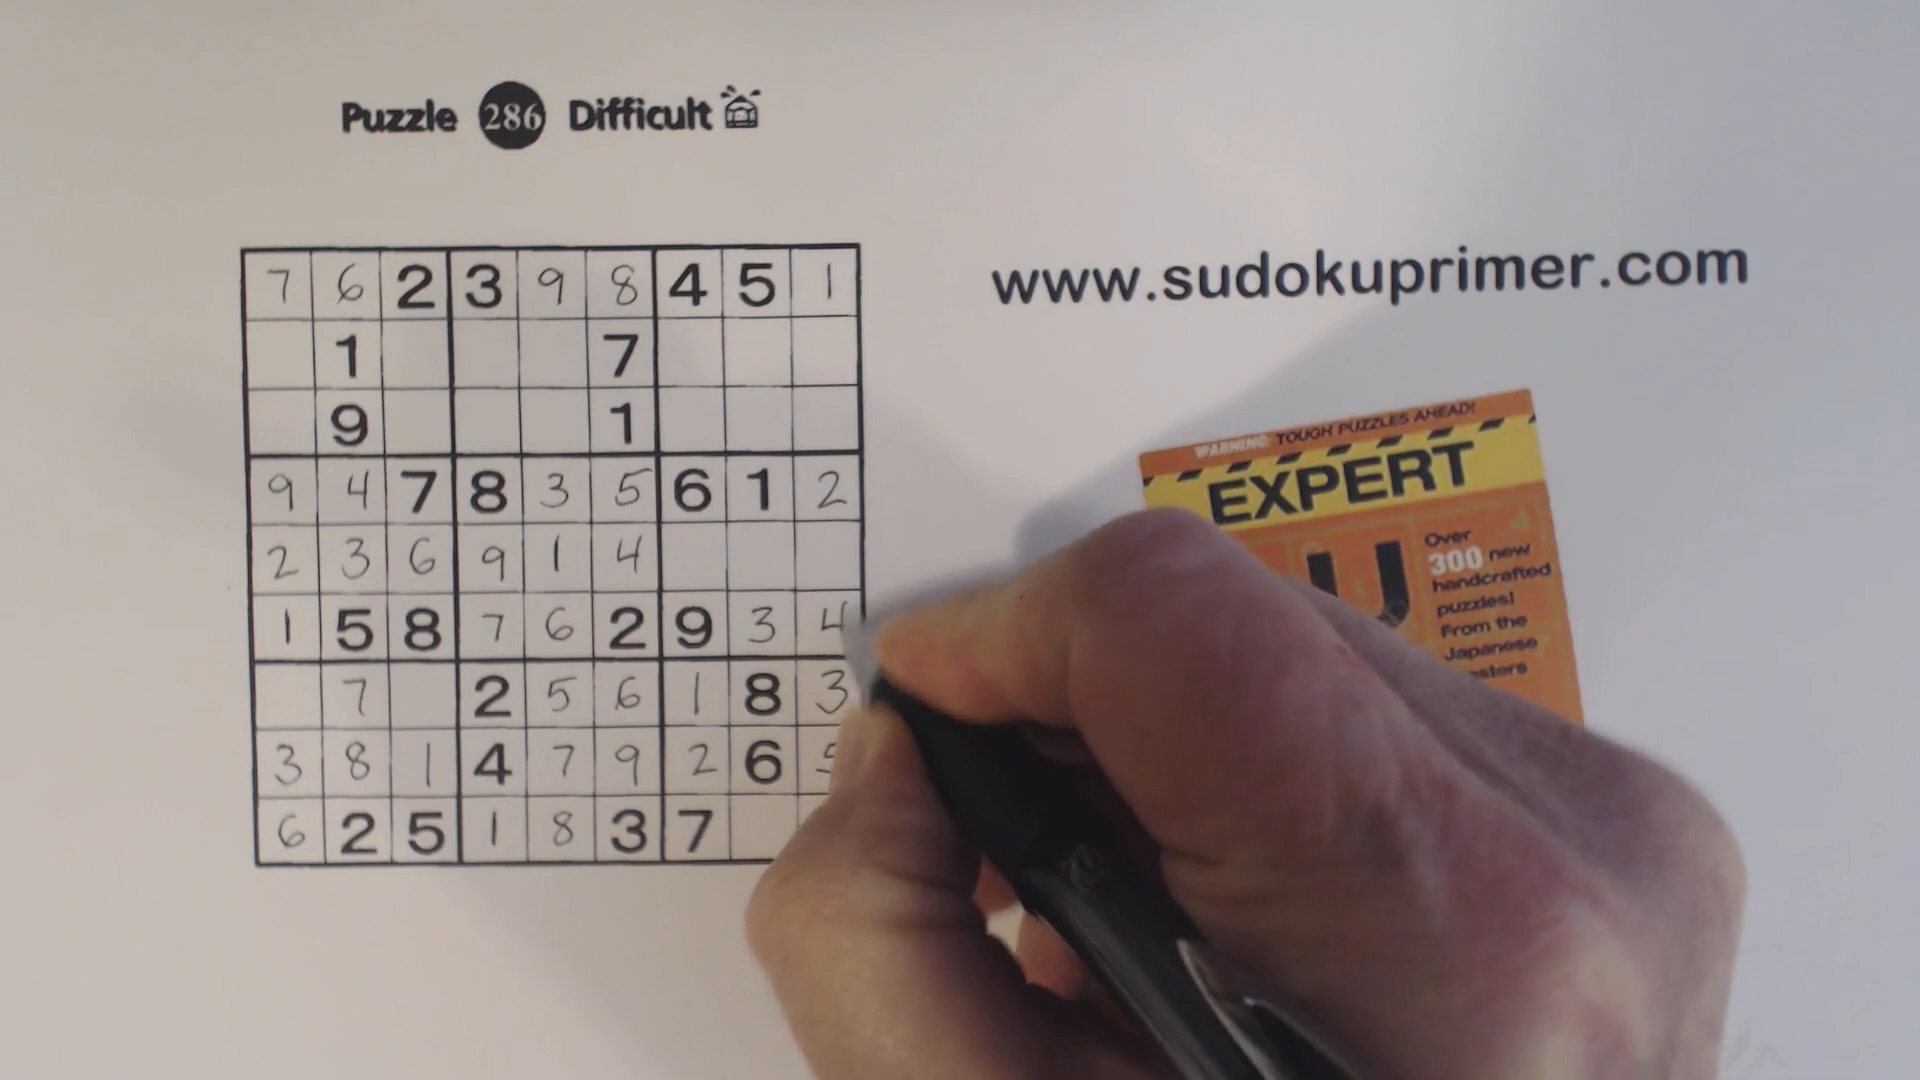 Puzzle 286 Difficult
www.sudokuprimer.com
7 6 2 3 9 8 4 5 1
1 7
9 1
9 4 7 8 3 5 6 1 2
2 3 6 9 1 4
1 5 8 7 6 2 9 3 4
7 2 5 6 1 8 3
3 8 1 4 7 9 2 6 5
6 2 5 1 8 3 7
WARNING: TOUGH PUZZLES AHEAD!
EXPERT
U
Over
300 new
handcrafted
puzzles!
From the
Japanese